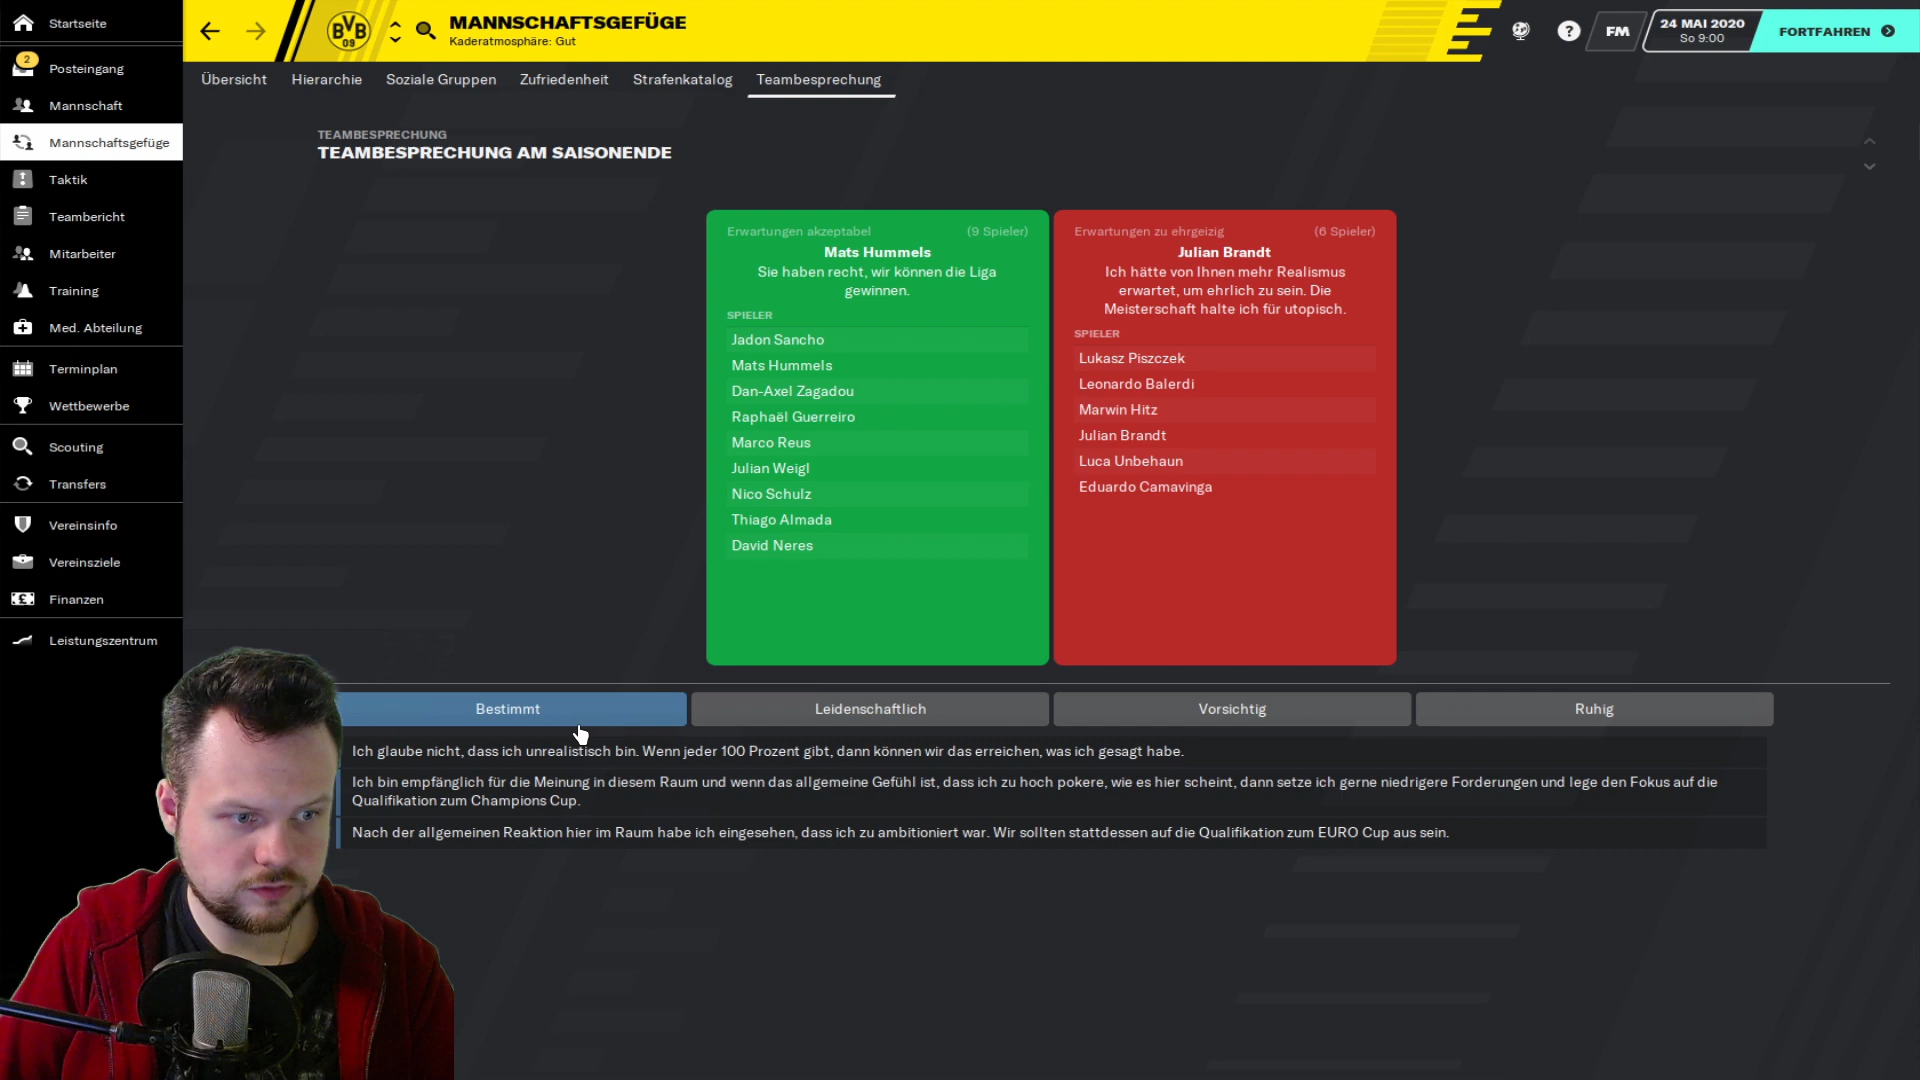 Startseite
2
Posteingang
Mannschaft
Mannschaftsgefüge
Taktik
Teambericht
Mitarbeiter
Training
Med. Abteilung
Terminplan
Wettbewerbe
Scouting
Transfers
Vereinsinfo
Vereinsziele
Finanzen
Leistungszentrum
BVB
09
MANNSCHAFTSGEFÜGE
Kaderatmosphäre: Gut
?
FM
24 MAI 2020
So 9:00
FORTFAHREN
Übersicht Hierarchie Soziale Gruppen Zufriedenheit Strafenkatalog Teambesprechung
TEAMBESPRECHUNG
TEAMBESPRECHUNG AM SAISONENDE
Erwartungen akzeptabel (9 Spieler)
Mats Hummels
Sie haben recht, wir können die Liga
gewinnen.
SPIELER
Jadon Sancho
Mats Hummels
Dan-Axel Zagadou
Raphaël Guerreiro
Marco Reus
Julian Weigl
Nico Schulz
Thiago Almada
David Neres
Erwartungen zu ehrgeizig (6 Spieler)
Julian Brandt
Ich hätte von Ihnen mehr Realismus
erwartet, um ehrlich zu sein. Die
Meisterschaft halte ich für utopisch.
SPIELER
Lukasz Piszczek
Leonardo Balerdi
Marwin Hitz
Julian Brandt
Luca Unbehaun
Eduardo Camavinga
Bestimmt Leidenschaftlich Vorsichtig Ruhig
Ich glaube nicht, dass ich unrealistisch bin. Wenn jeder 100 Prozent gibt, dann können wir das erreichen, was ich gesagt habe.
Ich bin empfänglich für die Meinung in diesem Raum und wenn das allgemeine Gefühl ist, dass ich zu hoch pokere, wie es hier scheint, dann setze ich gerne niedrigere Forderungen und lege den Fokus auf die
Qualifikation zum Champions Cup.
Nach der allgemeinen Reaktion hier im Raum habe ich eingesehen, dass ich zu ambitioniert war. Wir sollten stattdessen auf die Qualifikation zum EURO Cup aus sein.